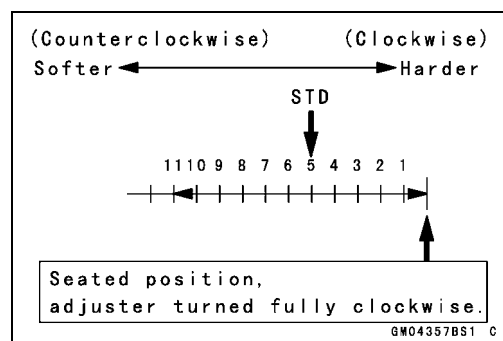 (Counterclockwise) (Clockwise)
Softer Harder
STD
11 10 9 8 7 6 5 4 3 2 1
Seated position,
adjuster turned fully clockwise.
GM04357BS1 C